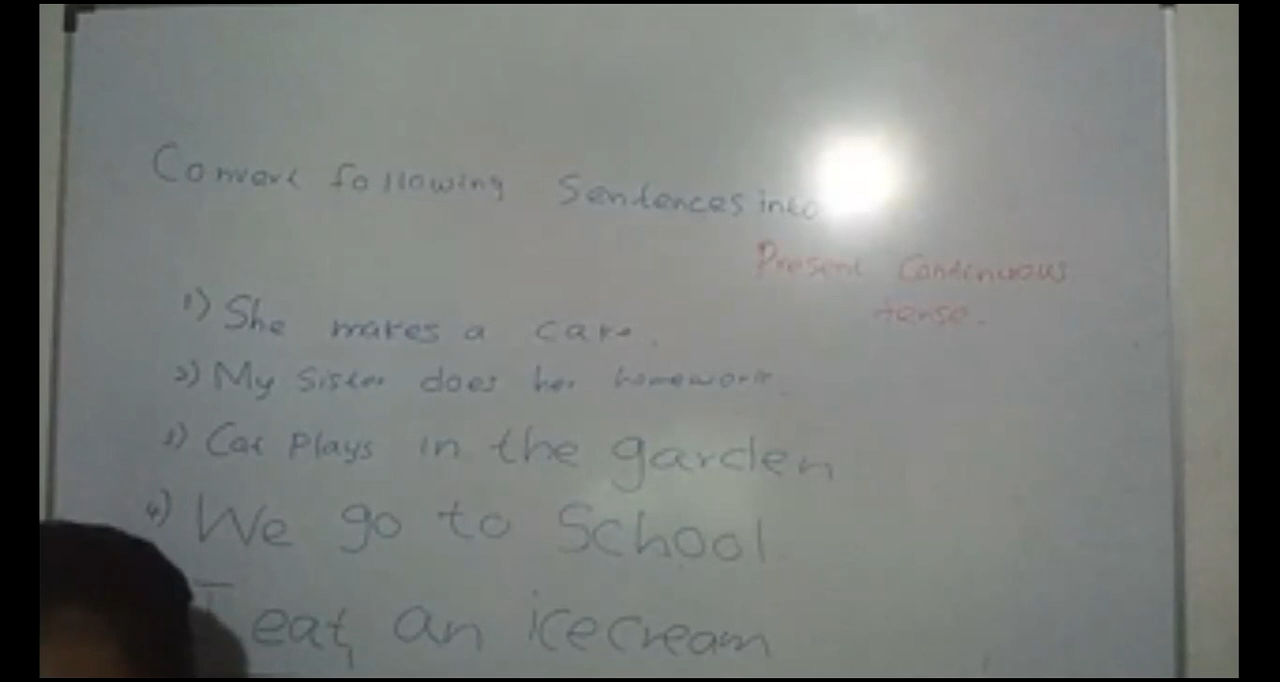 Convert following Sentences into
Present Continuous
tense.
1) She makes a cake.
2) My Sister does her homework.
3) Cat Plays in the garden
4) We go to School.
I eat an icecream